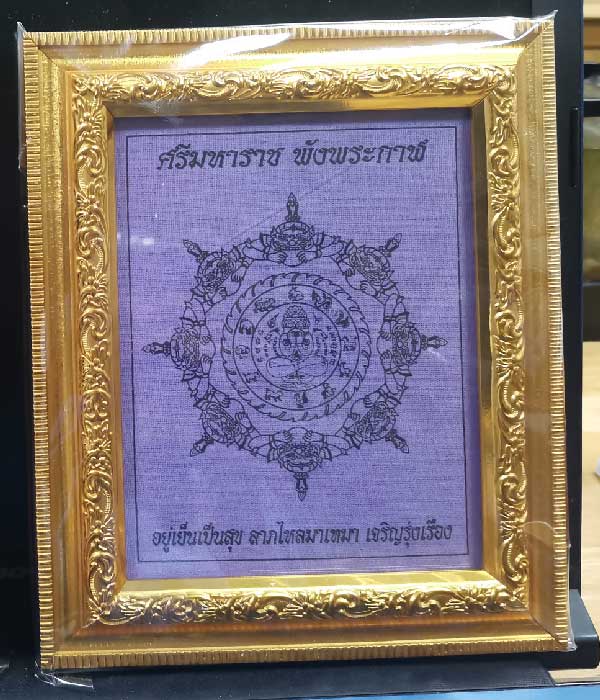 ศรีมหาราช พังพระกาฬ
อยู่เย็นเป็นสุข ลาภไหลมาเทมา เจริญรุ่งเรือง